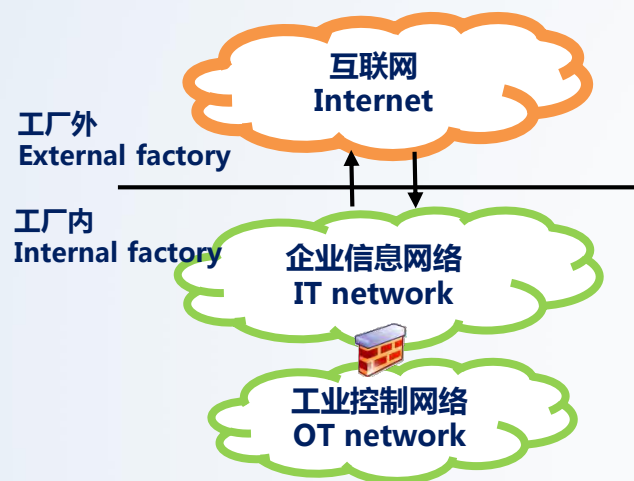 互联网
Internet
工厂外
External factory
工厂内
Internal factory
企业信息网络
IT network
工业控制网络
OT network